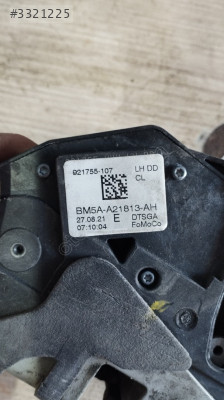 #3321225
921755-107 LH DD
CL
BM5A-A21813-AH
27.08.21 E DTSGA
07:10:04 FoMoCo